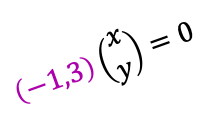 (−1,3)(x y) = 0